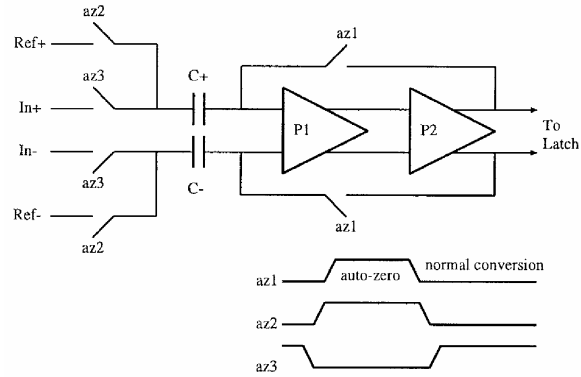 az2
Ref+
az3
In+
C+
az1
P1
P2
To
Latch
In-
az3
C-
Ref-
az2
az1
az1
auto-zero
normal conversion
az2
az3